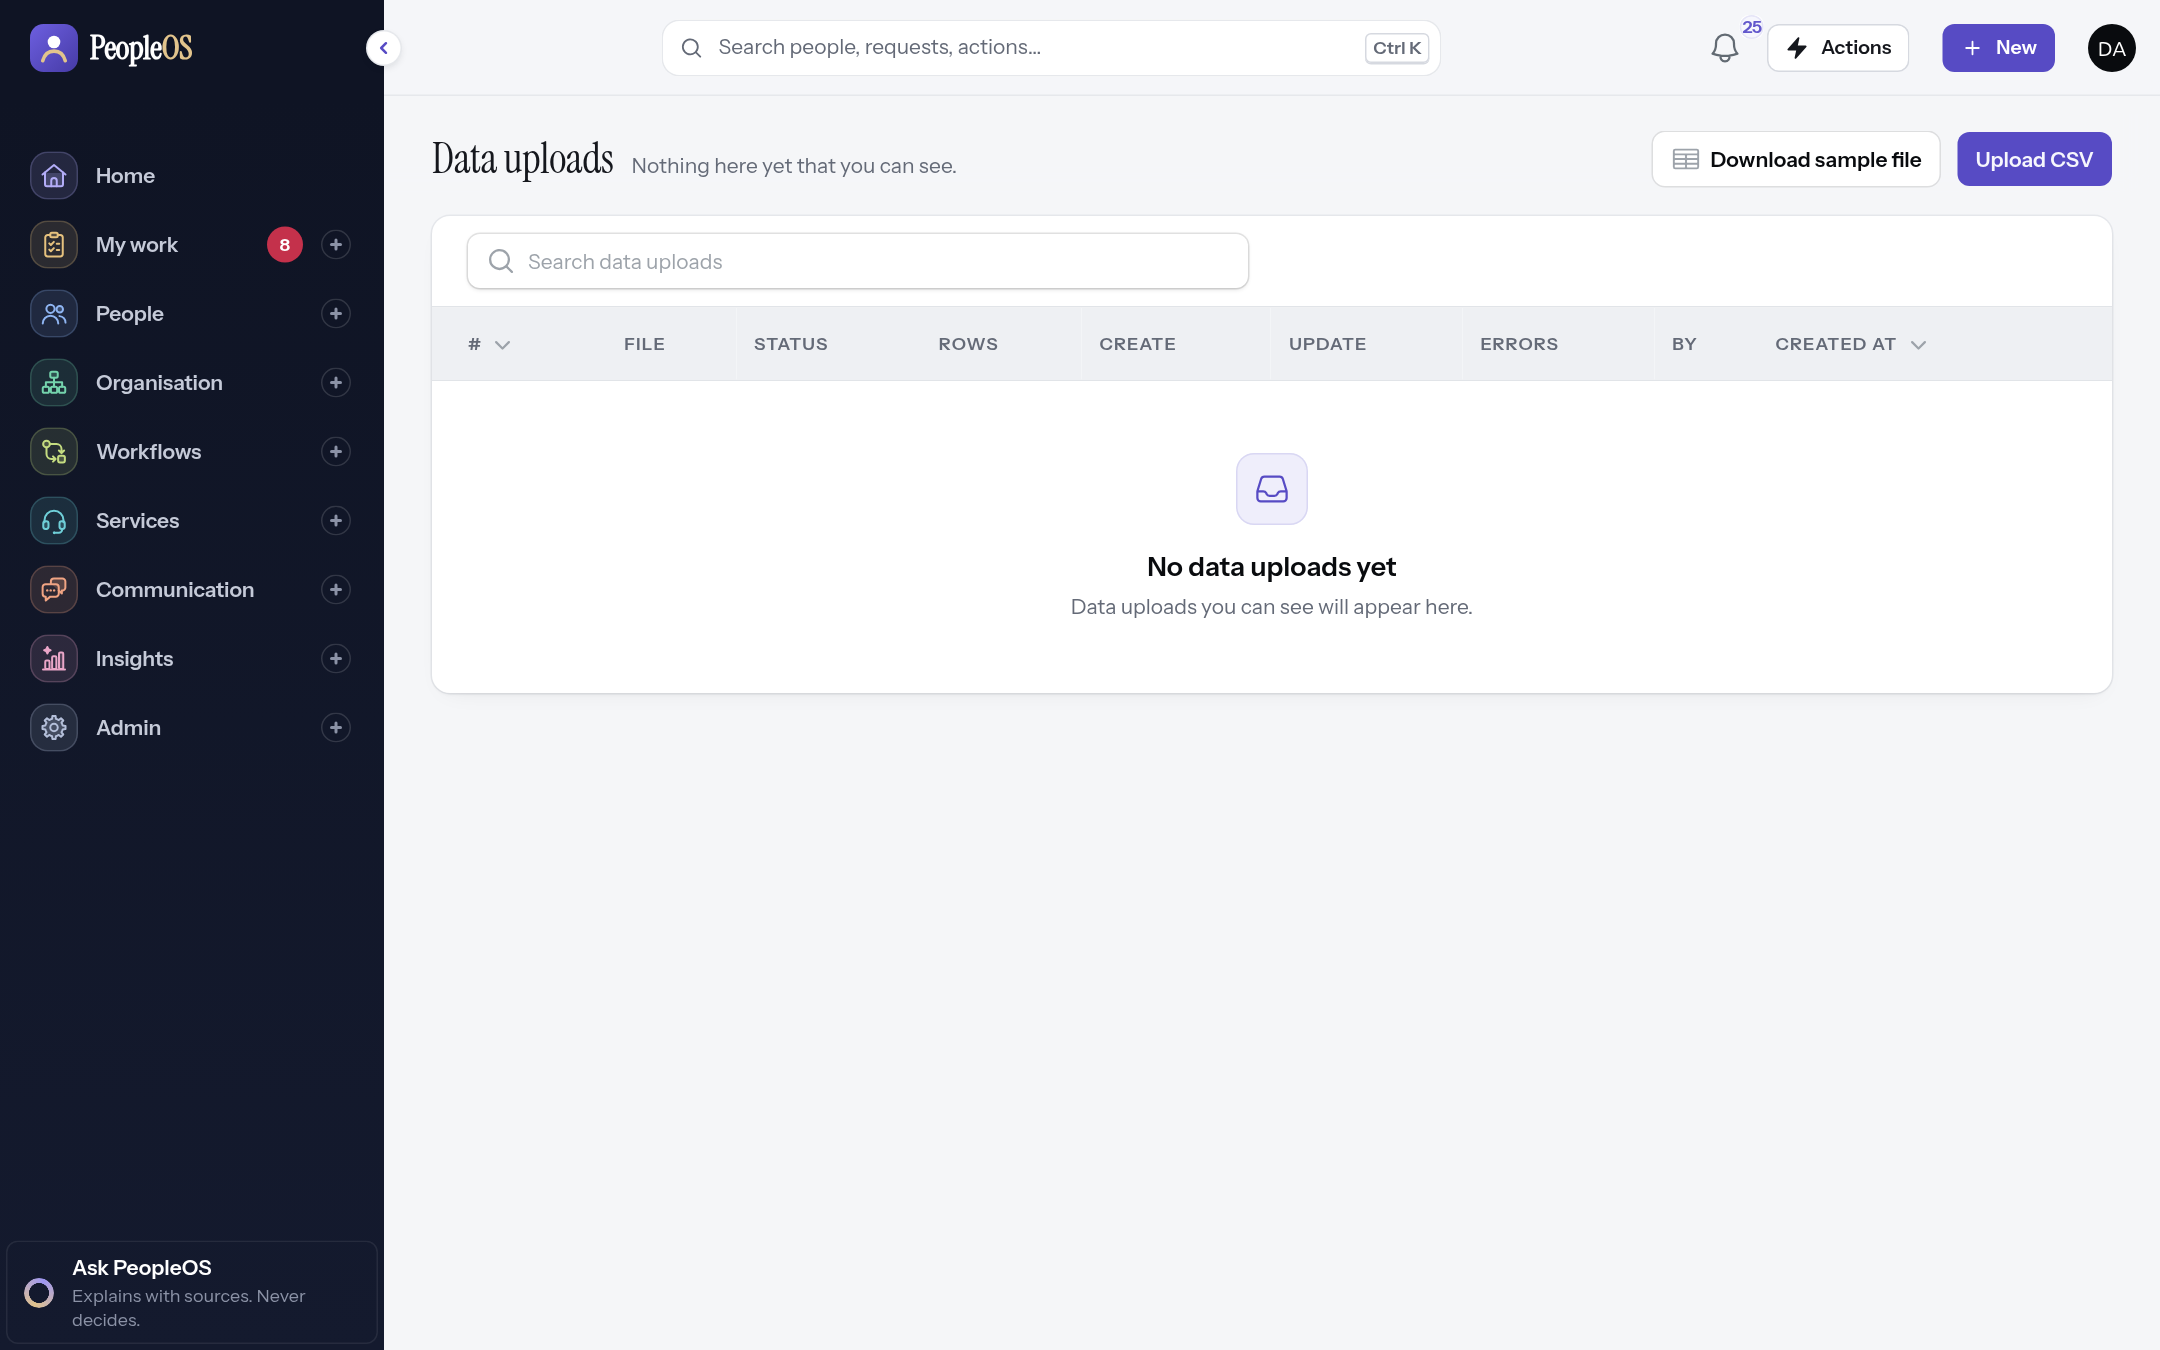 PeopleOS
Search people, requests, actions...
Ctrl K
25
Actions
New
DA
Home
My work
8
People
Organisation
Workflows
Services
Communication
Insights
Admin
Ask PeopleOS
Explains with sources. Never
decides.
Data uploads
Nothing here yet that you can see.
Download sample file
Upload CSV
Search data uploads
# FILE STATUS ROWS CREATE UPDATE ERRORS BY CREATED AT
No data uploads yet
Data uploads you can see will appear here.